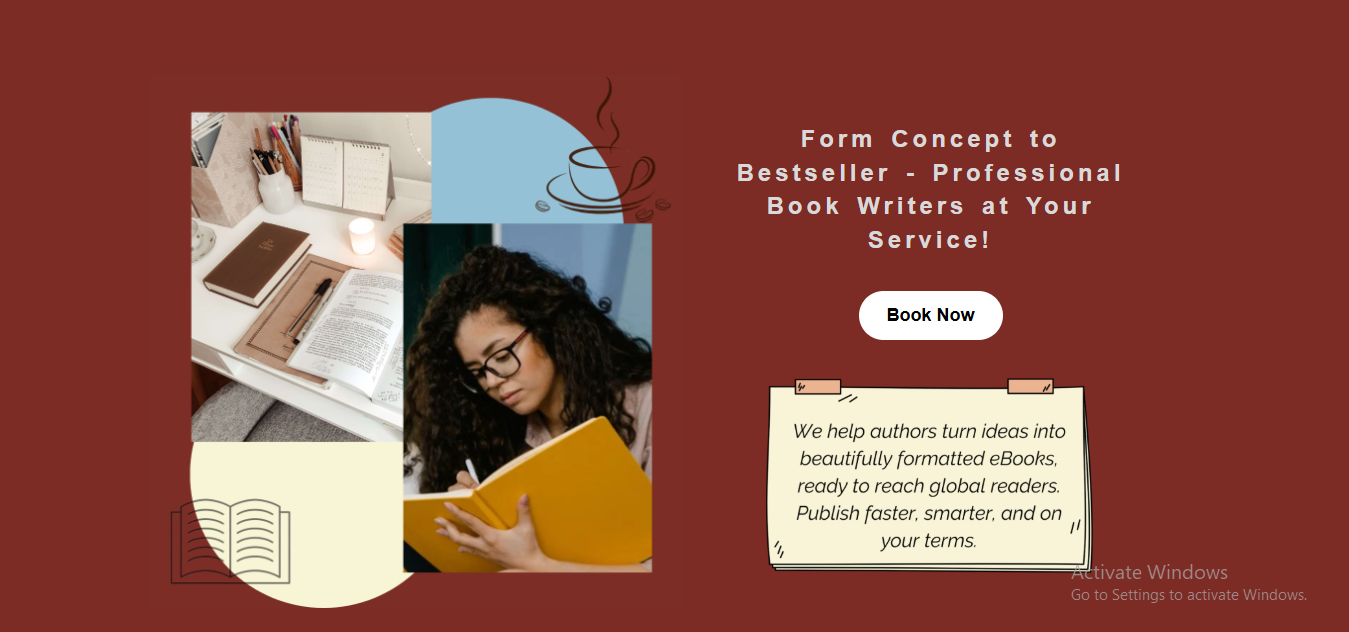 Form Concept to
Bestseller - Professional
Book Writers at Your
Service!
Book Now
We help authors turn ideas into
beautifully formatted eBooks,
ready to reach global readers.
Publish faster, smarter, and on
your terms.
Activate Windows
Go to Settings to activate Windows.